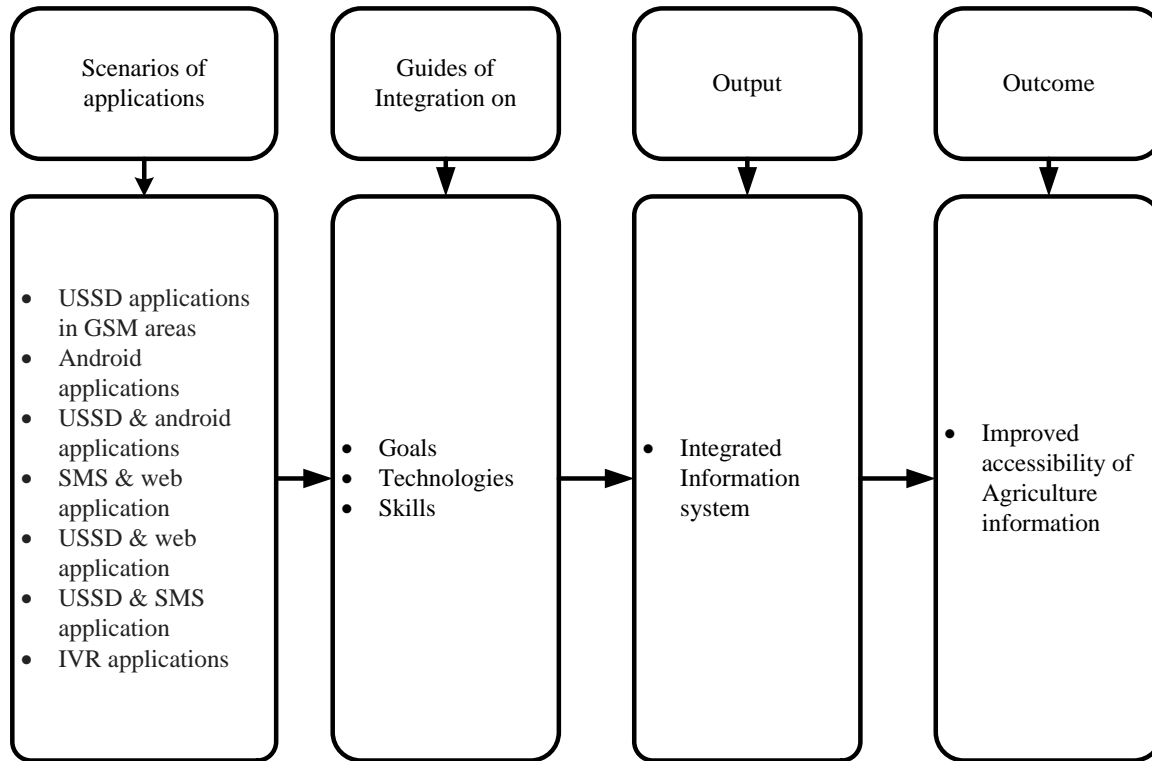 Scenarios of
applications
Guides of
Integration on
Output
Outcome
• USSD applications
in GSM areas
• Android
applications
• USSD & android
applications
• SMS & web
application
• USSD & web
application
• USSD & SMS
application
• IVR applications
• Goals
• Technologies
• Skills
• Integrated
Information
system
• Improved
accessibility of
Agriculture
information